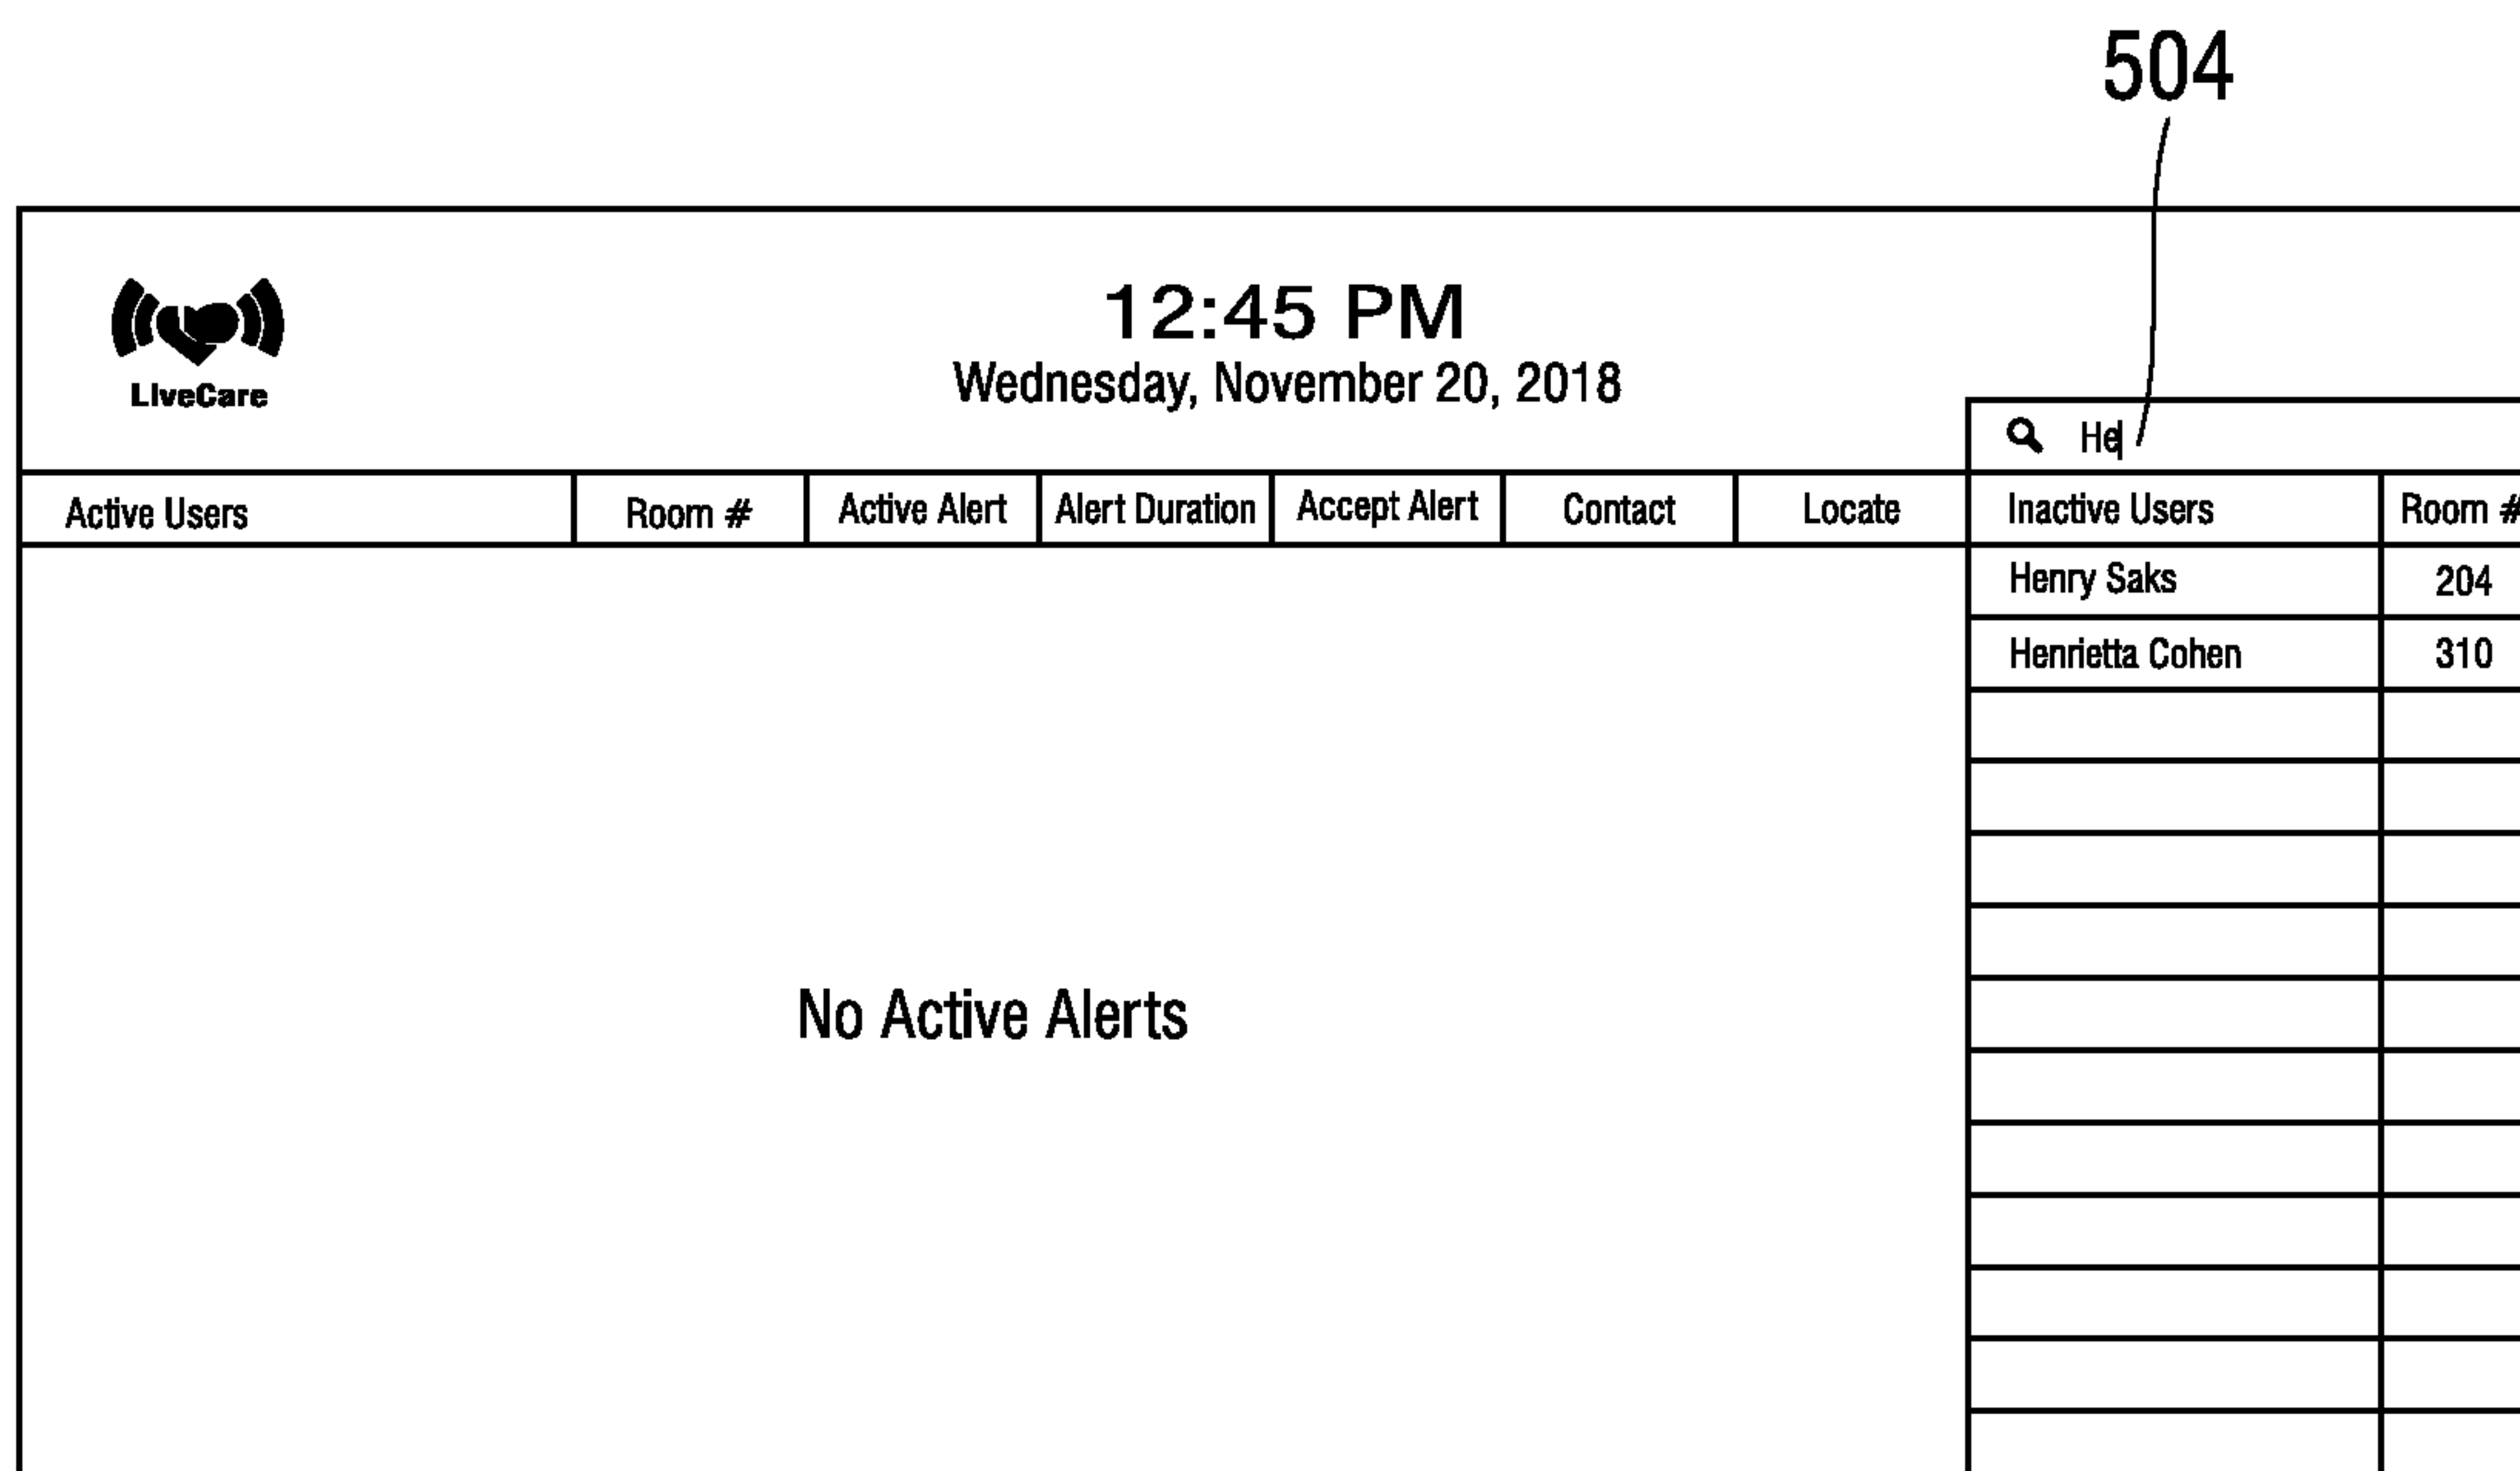 504
12:45 PM
Wednesday, November 20, 2018
LiveCare
He
Active Users Room # Active Alert Alert Duration Accept Alert Contact Locate Inactive Users Room #
Henry Saks 204
Henrietta Cohen 310
No Active Alerts